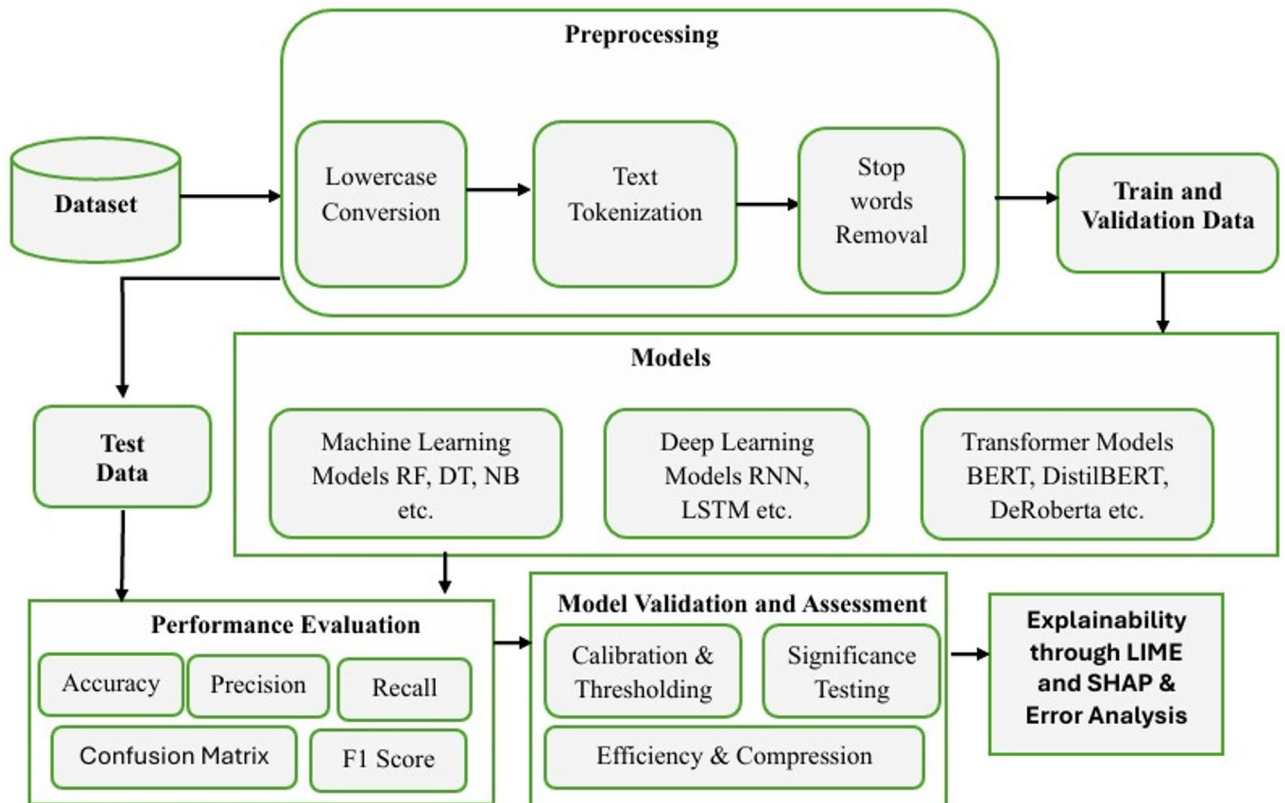 Preprocessing
Dataset
Lowercase
Conversion
Text
Tokenization
Stop
words
Removal
Train and
Validation Data
Models
Test
Data
Machine Learning
Models RF, DT, NB
etc.
Deep Learning
Models RNN,
LSTM etc.
Transformer Models
BERT, DistilBERT,
DeRoberta etc.
Performance Evaluation
Accuracy
Precision
Recall
Confusion Matrix
F1 Score
Model Validation and Assessment
Calibration &
Thresholding
Significance
Testing
Efficiency & Compression
Explainability
through LIME
and SHAP &
Error Analysis